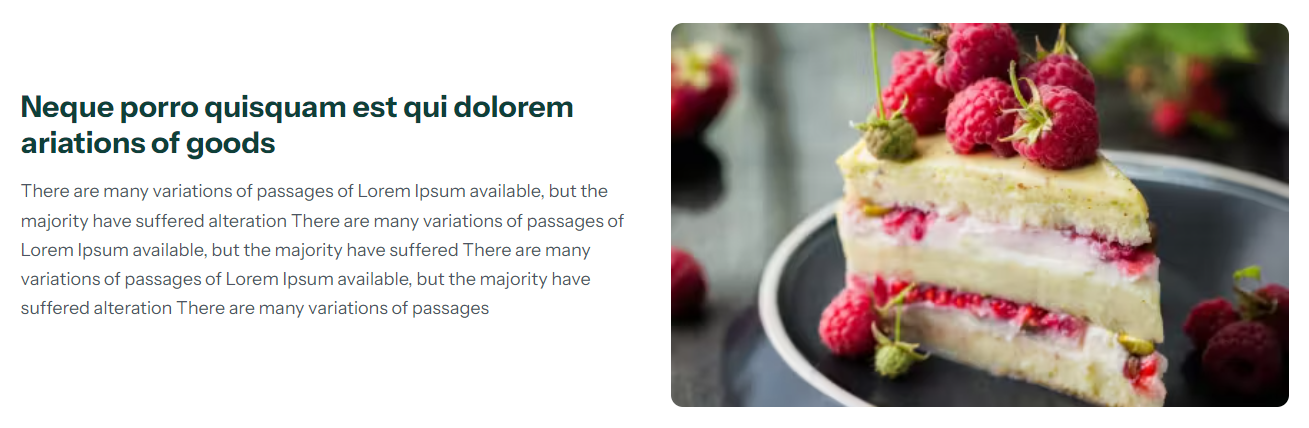 Neque porro quisquam est qui dolorem
ariations of goods
There are many variations of passages of Lorem Ipsum available, but the
majority have suffered alteration There are many variations of passages of
Lorem Ipsum available, but the majority have suffered There are many
variations of passages of Lorem Ipsum available, but the majority have
suffered alteration There are many variations of passages